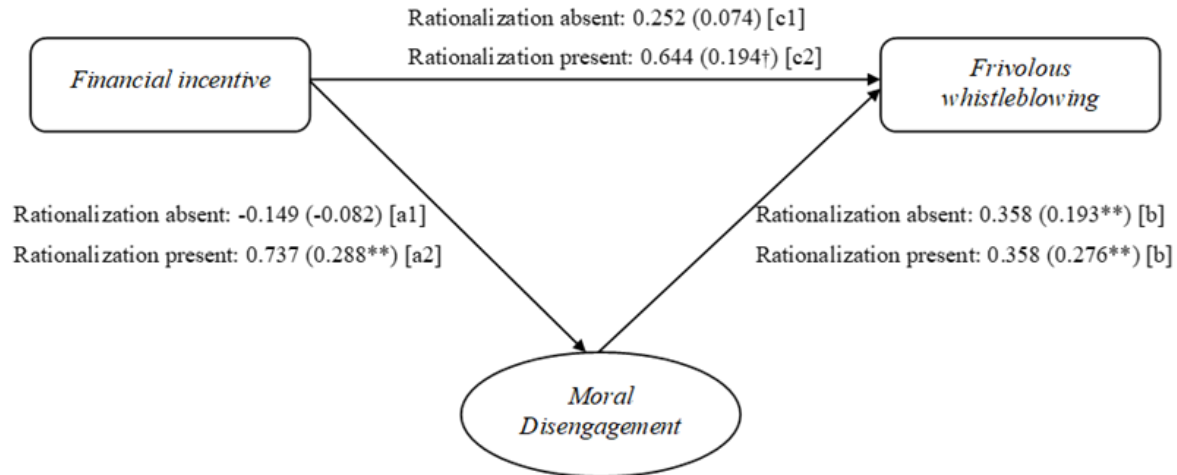 Rationalization absent: 0.252 (0.074) [c1]
Rationalization present: 0.644 (0.194†) [c2]
Financial incentive
Frivolous
whistleblowing
Rationalization absent: -0.149 (-0.082) [a1]
Rationalization present: 0.737 (0.288**) [a2]
Rationalization absent: 0.358 (0.193**) [b]
Rationalization present: 0.358 (0.276**) [b]
Moral
Disengagement